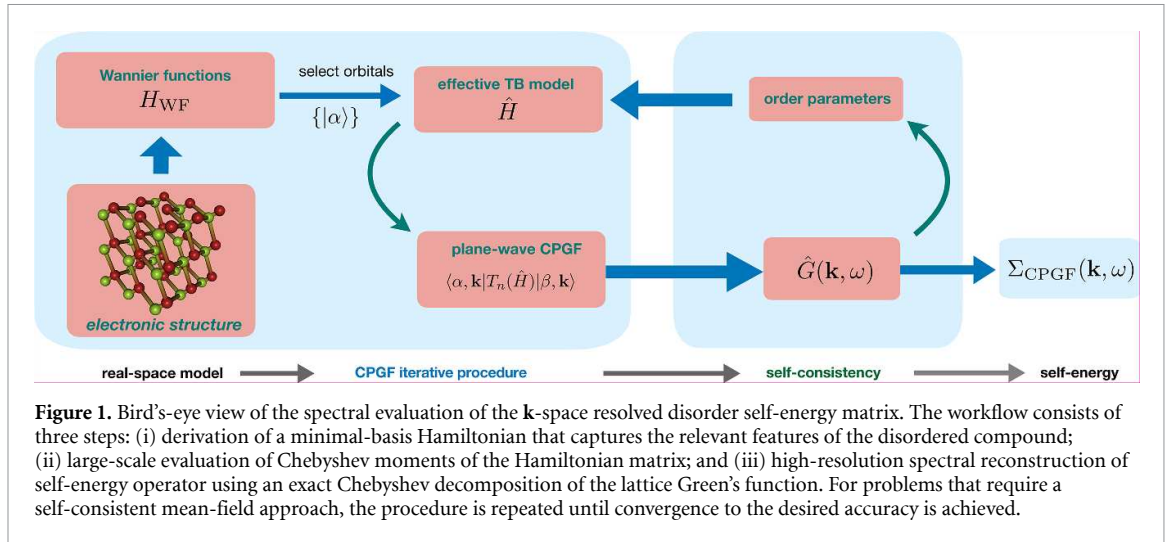 Wannier functions
H_WF
select orbitals
{|α⟩}
effective TB model
Ĥ
order parameters
electronic structure
plane-wave CPGF
⟨α, k|Tₙ(Ĥ)|β, k⟩
Ĝ(k, ω)
Σ_CPGF(k, ω)
real-space model
CPGF iterative procedure
self-consistency
self-energy
Figure 1. Bird's-eye view of the spectral evaluation of the k-space resolved disorder self-energy matrix. The workflow consists of
three steps: (i) derivation of a minimal-basis Hamiltonian that captures the relevant features of the disordered compound;
(ii) large-scale evaluation of Chebyshev moments of the Hamiltonian matrix; and (iii) high-resolution spectral reconstruction of
self-energy operator using an exact Chebyshev decomposition of the lattice Green's function. For problems that require a
self-consistent mean-field approach, the procedure is repeated until convergence to the desired accuracy is achieved.